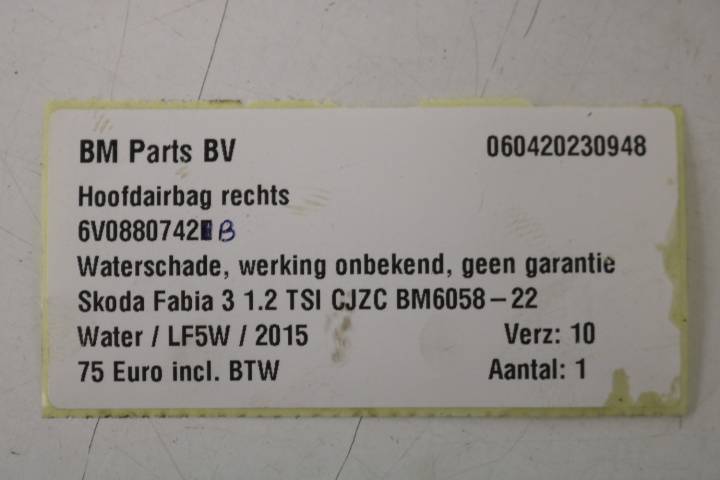 BM Parts BV 060420230948
Hoofdairbag rechts
6V0880742 B
Waterschade, werking onbekend, geen garantie
Skoda Fabia 3 1.2 TSI CJZC BM6058-22
Water / LF5W / 2015 Verz: 10
75 Euro incl. BTW Aantal: 1